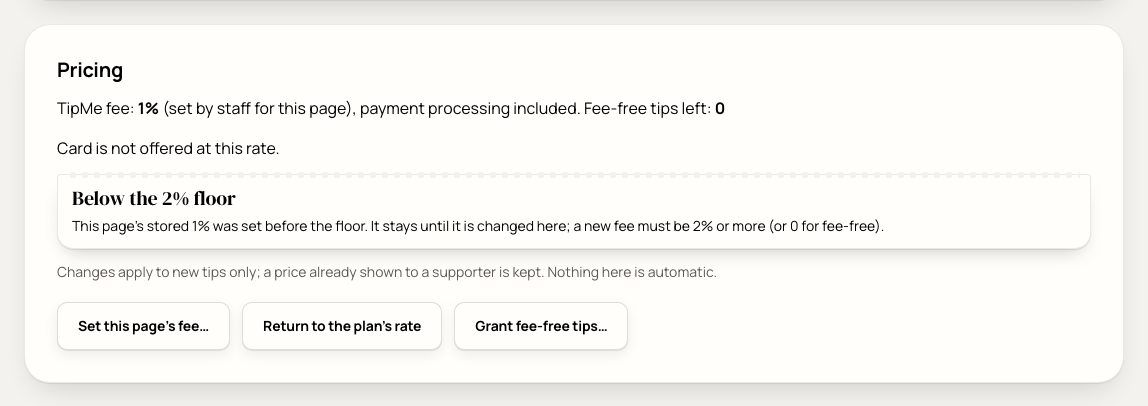 Pricing
TipMe fee: 1% (set by staff for this page), payment processing included. Fee-free tips left: 0
Card is not offered at this rate.
Below the 2% floor
This page's stored 1% was set before the floor. It stays until it is changed here; a new fee must be 2% or more (or 0 for fee-free).
Changes apply to new tips only; a price already shown to a supporter is kept. Nothing here is automatic.
Set this page's fee...
Return to the plan's rate
Grant fee-free tips...